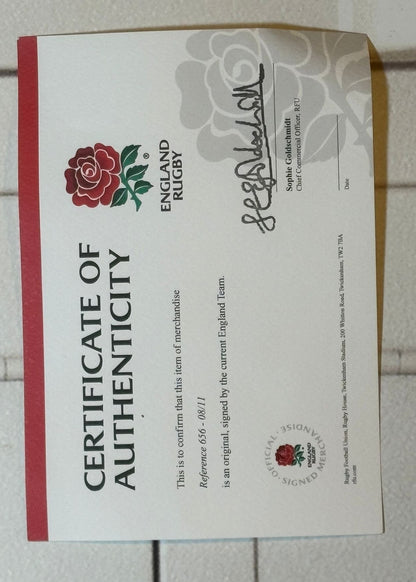 CERTIFICATE OF
AUTHENTICITY
®
ENGLAND
RUGBY
This is to confirm that this item of merchandise
Reference 656 - 08/11
is an original, signed by the current England Team.
Sophie Goldschmidt
Chief Commercial Officer, RFU
Date
OFFICIAL · SIGNED MERCHANDISE ·
ENGLAND
RUGBY
Rugby Football Union, Rugby House, Twickenham Stadium, 200 Whitton Road, Twickenham, TW2 7BA
rfu.com